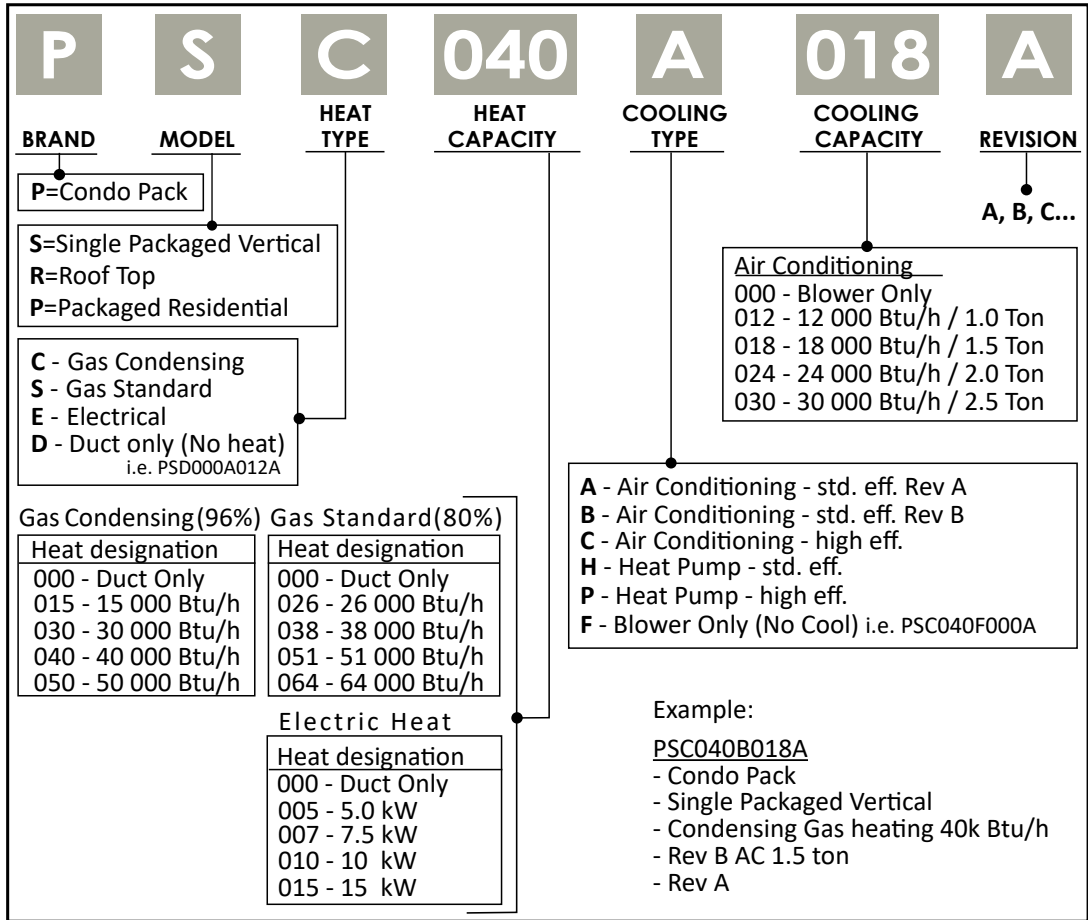 P S C 040 A 018 A
BRAND
MODEL
HEAT
TYPE
HEAT
CAPACITY
COOLING
TYPE
COOLING
CAPACITY
REVISION
P=Condo Pack
A, B, C...
S=Single Packaged Vertical
R=Roof Top
P=Packaged Residential
Air Conditioning
000 - Blower Only
012 - 12 000 Btu/h / 1.0 Ton
018 - 18 000 Btu/h / 1.5 Ton
024 - 24 000 Btu/h / 2.0 Ton
030 - 30 000 Btu/h / 2.5 Ton
C - Gas Condensing
S - Gas Standard
E - Electrical
D - Duct only (No heat)
i.e. PSD000A012A
A - Air Conditioning - std. eff. Rev A
B - Air Conditioning - std. eff. Rev B
C - Air Conditioning - high eff.
H - Heat Pump - std. eff.
P - Heat Pump - high eff.
F - Blower Only (No Cool) i.e. PSC040F000A
Gas Condensing(96%)
Heat designation
000 - Duct Only
015 - 15 000 Btu/h
030 - 30 000 Btu/h
040 - 40 000 Btu/h
050 - 50 000 Btu/h
Gas Standard(80%)
Heat designation
000 - Duct Only
026 - 26 000 Btu/h
038 - 38 000 Btu/h
051 - 51 000 Btu/h
064 - 64 000 Btu/h
Electric Heat
Heat designation
000 - Duct Only
005 - 5.0 kW
007 - 7.5 kW
010 - 10 kW
015 - 15 kW
Example:
PSC040B018A
- Condo Pack
- Single Packaged Vertical
- Condensing Gas heating 40k Btu/h
- Rev B AC 1.5 ton
- Rev A